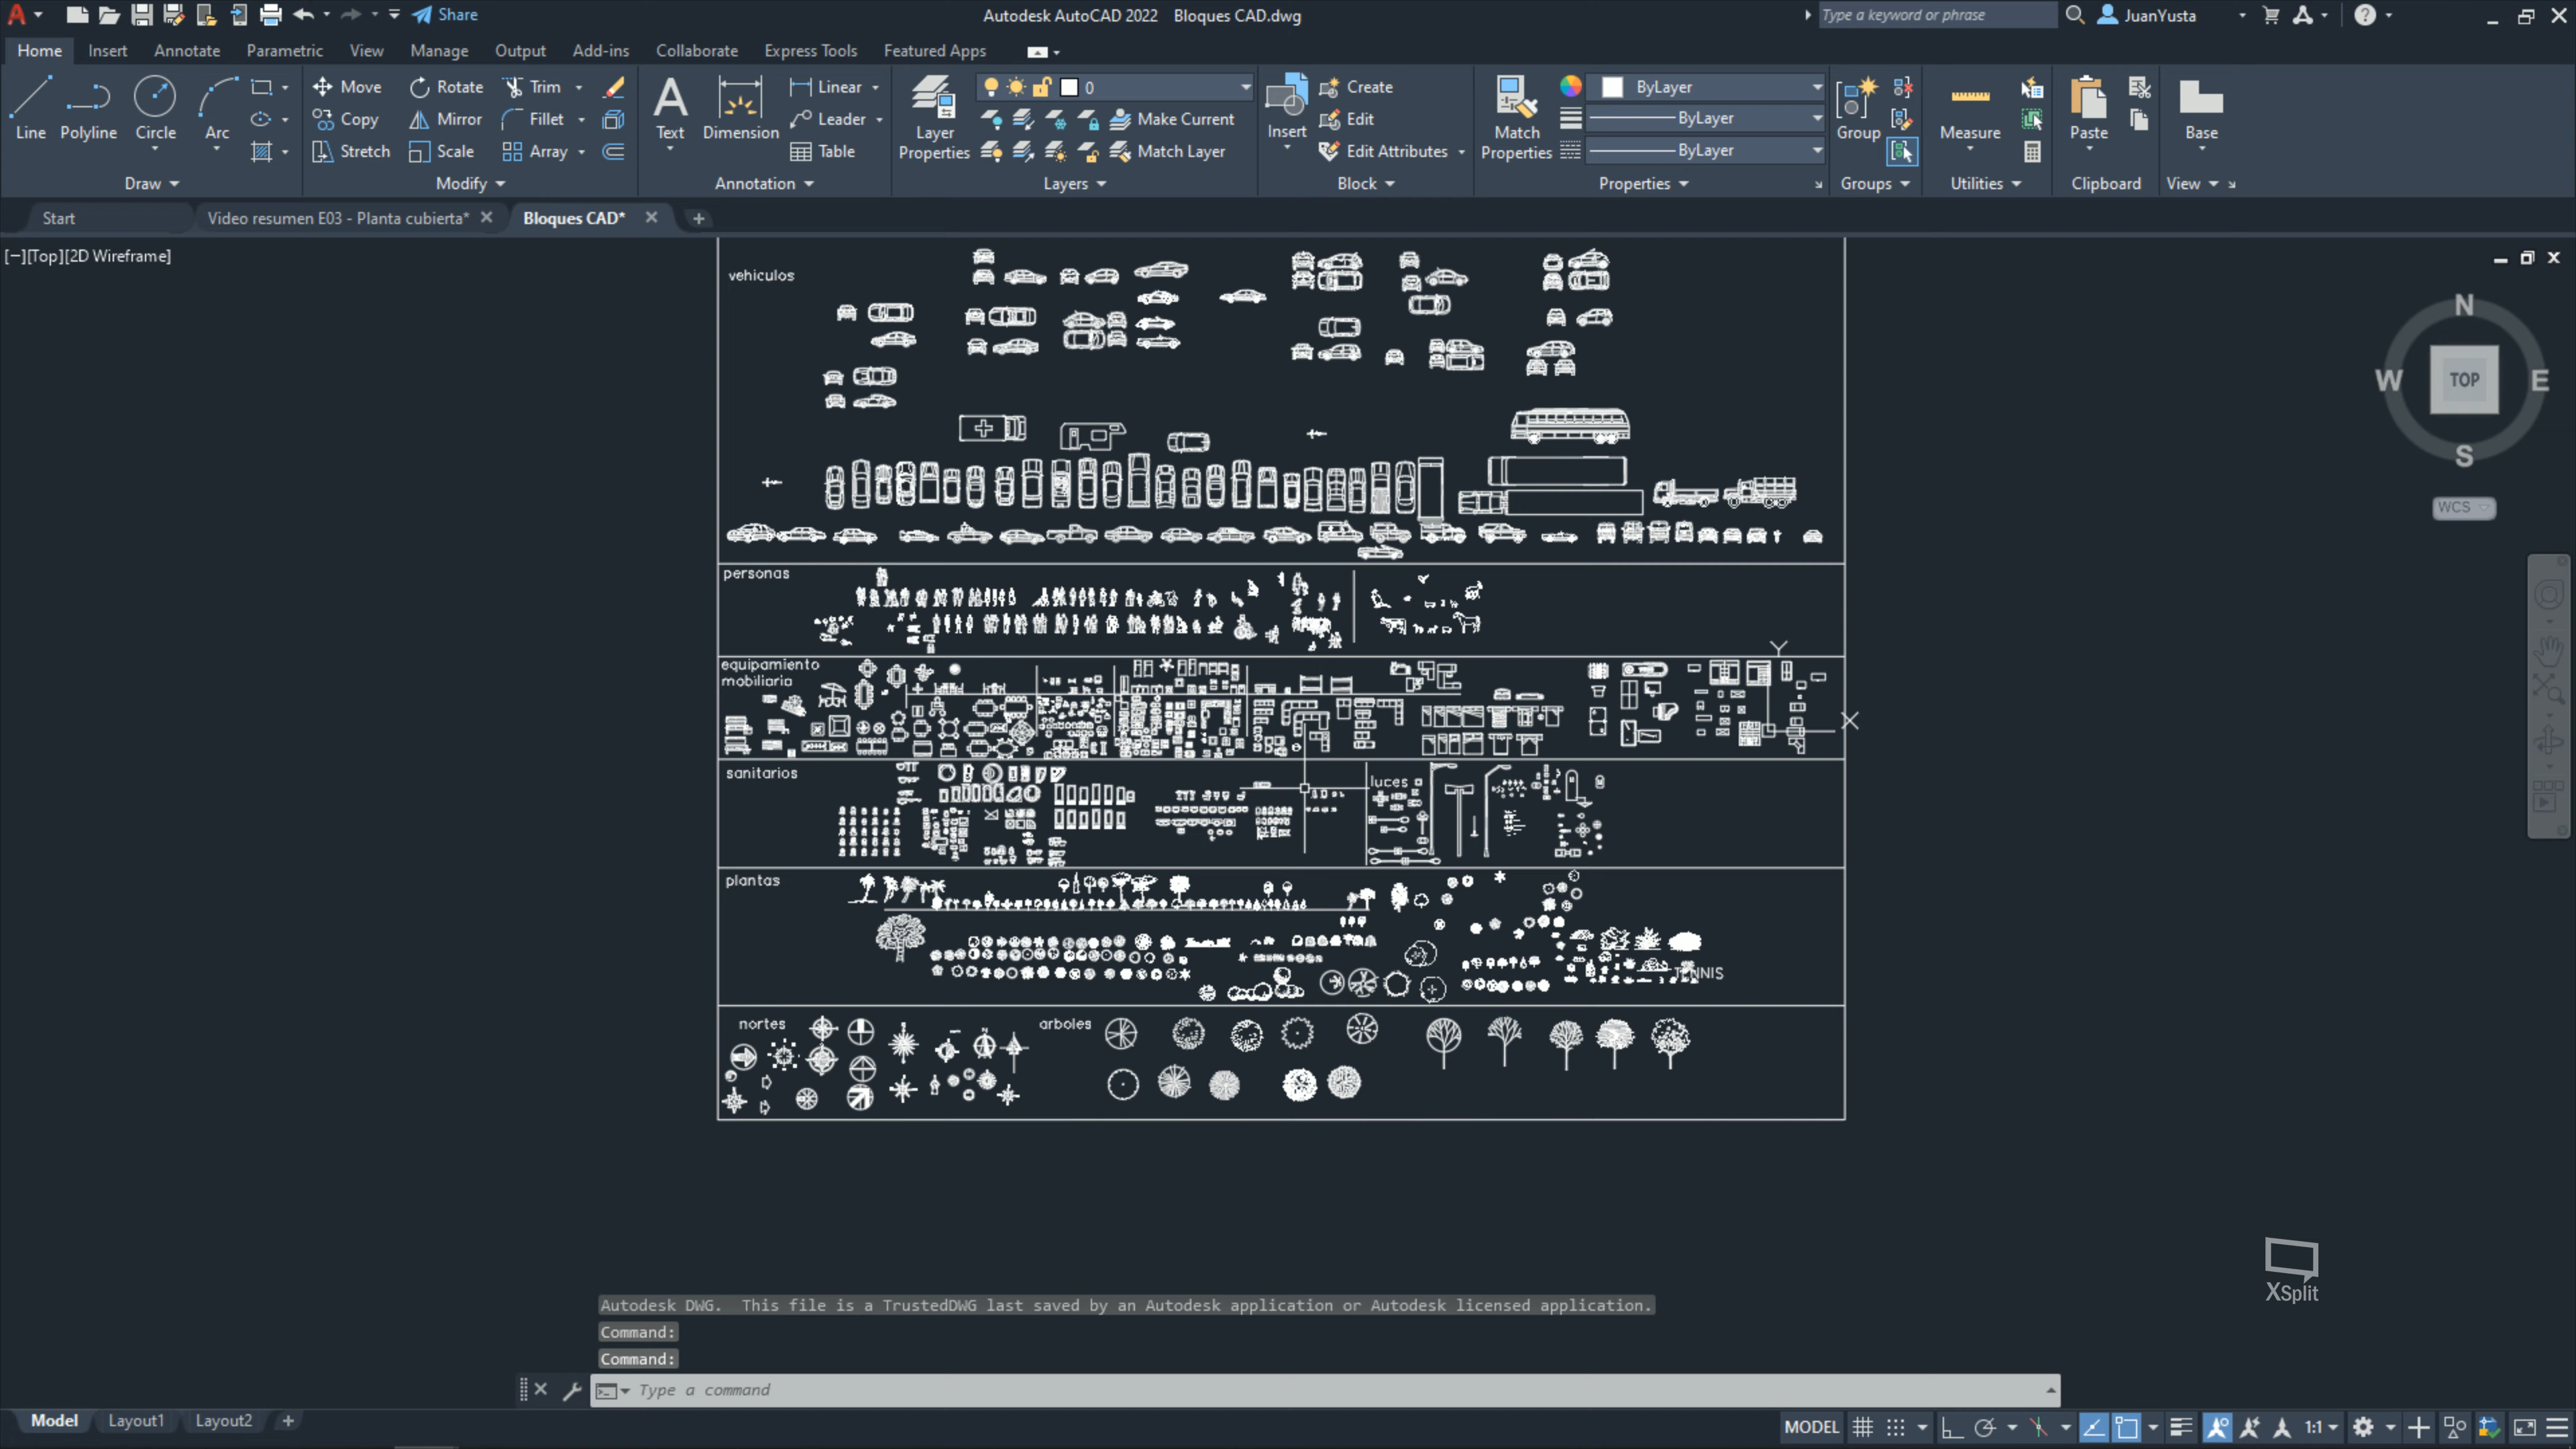 Share
Autodesk AutoCAD 2022 Bloques CAD.dwg
Type a keyword or phrase
JuanYusta
Home Insert Annotate Parametric View Manage Output Add-ins Collaborate Express Tools Featured Apps
Line Polyline Circle Arc
Move Rotate Trim
Copy Mirror Fillet
Stretch Scale Array
Text Dimension
Linear
Leader
Table
Layer Properties
0
Make Current
Match Layer
Insert
Create
Edit
Edit Attributes
Match Properties
ByLayer
ByLayer
ByLayer
Group
Measure
Paste
Base
Draw Modify Annotation Layers Block Properties Groups Utilities Clipboard View
Start Video resumen E03 - Planta cubierta* Bloques CAD*
[−][Top][2D Wireframe]
N
W TOP E
S
WCS
vehiculos
personas
equipamiento
mobiliaria
Y
X
sanitarios
luces
plantas
TENNIS
nortes
arboles
XSplit
Autodesk DWG. This file is a TrustedDWG last saved by an Autodesk application or Autodesk licensed application.
Command:
Command:
Type a command
Model Layout1 Layout2
MODEL 1:1